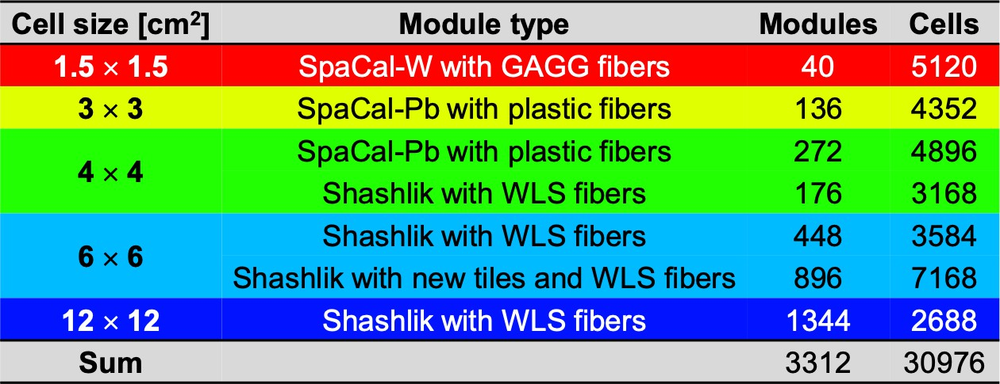 Cell size [cm²] Module type Modules Cells
1.5 × 1.5 SpaCal-W with GAGG fibers 40 5120
3 × 3 SpaCal-Pb with plastic fibers 136 4352
4 × 4 SpaCal-Pb with plastic fibers 272 4896
Shashlik with WLS fibers 176 3168
6 × 6 Shashlik with WLS fibers 448 3584
Shashlik with new tiles and WLS fibers 896 7168
12 × 12 Shashlik with WLS fibers 1344 2688
Sum 3312 30976